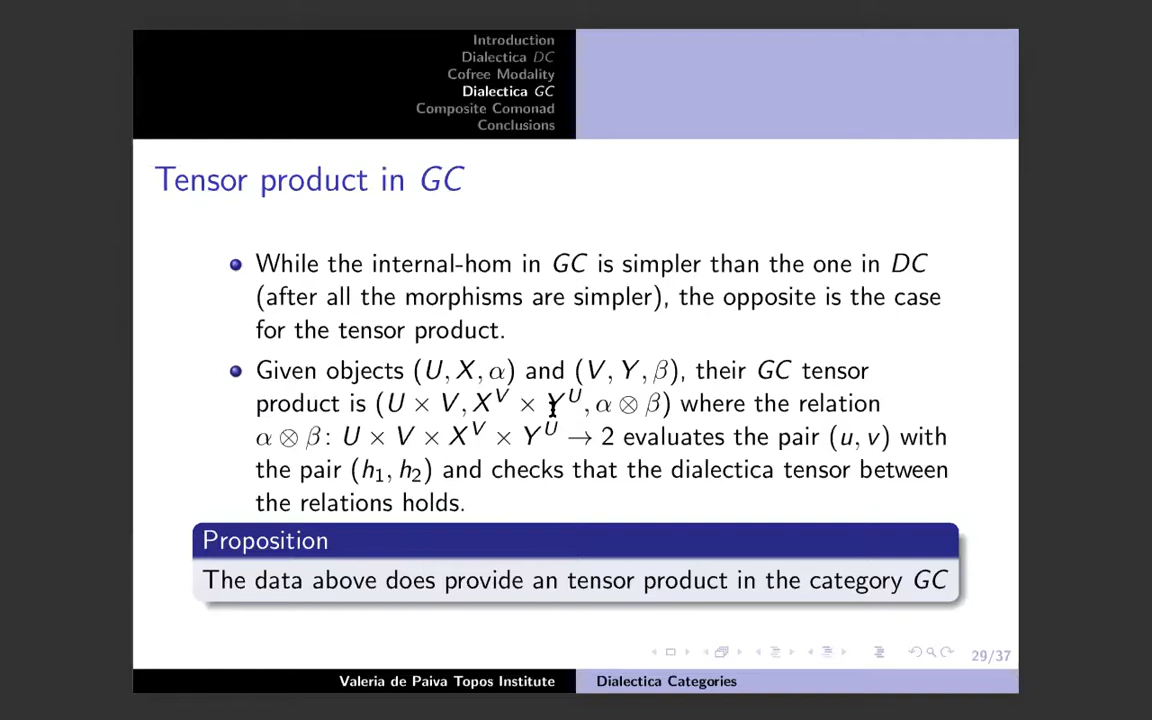 Introduction
Dialectica DC
Cofree Modality
Dialectica GC
Composite Comonad
Conclusions
Tensor product in GC
While the internal-hom in GC is simpler than the one in DC
(after all the morphisms are simpler), the opposite is the case
for the tensor product.
Given objects (U, X, α) and (V, Y, β), their GC tensor
product is (U × V, X^V × Y^U, α ⊗ β) where the relation
α ⊗ β: U × V × X^V × Y^U → 2 evaluates the pair (u, v) with
the pair (h₁, h₂) and checks that the dialectica tensor between
the relations holds.
Proposition
The data above does provide an tensor product in the category GC
29/37
Valeria de Paiva Topos Institute
Dialectica Categories